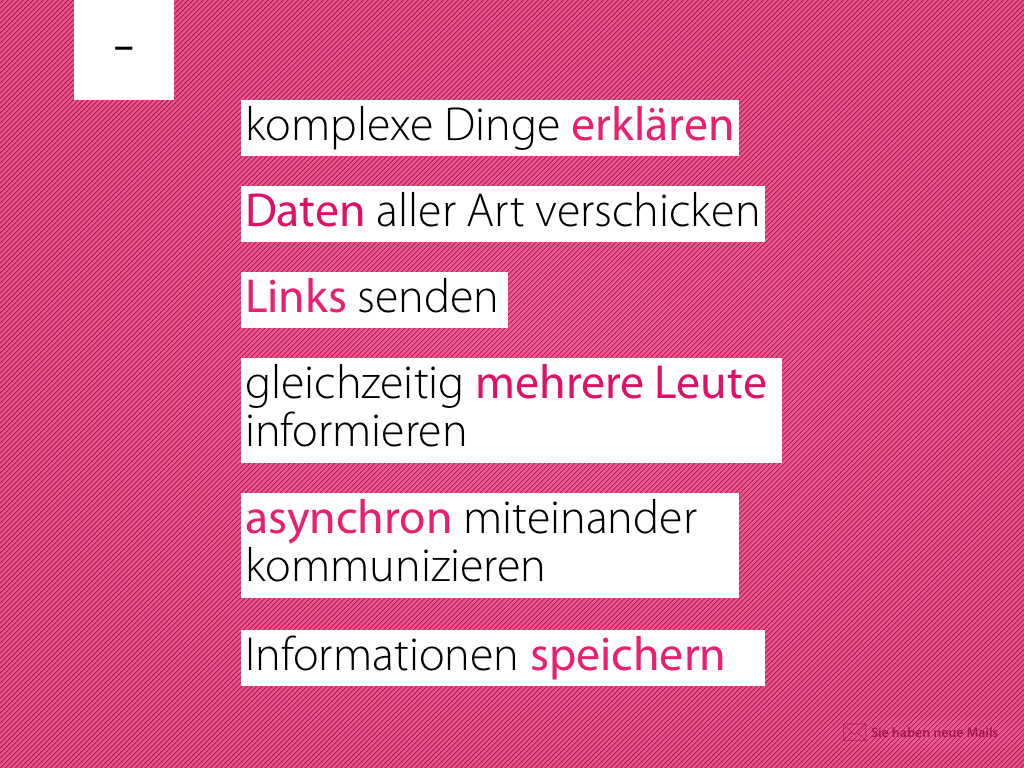 –
komplexe Dinge erklären
Daten aller Art verschicken
Links senden
gleichzeitig mehrere Leute
informieren
asynchron miteinander
kommunizieren
Informationen speichern
Sie haben neue Mails